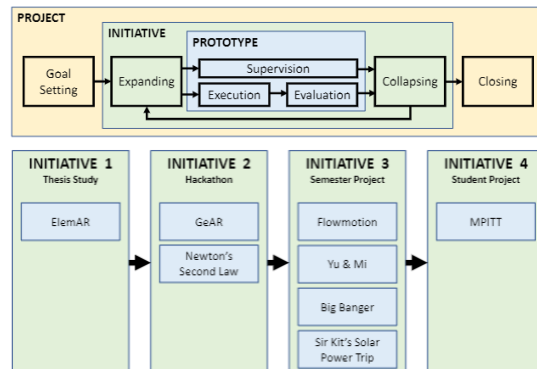 PROJECT
INITIATIVE
PROTOTYPE
Goal
Setting
Expanding
Supervision
Execution
Evaluation
Collapsing
Closing
INITIATIVE 1
Thesis Study
ElemAR
INITIATIVE 2
Hackathon
GeAR
Newton's
Second Law
INITIATIVE 3
Semester Project
Flowmotion
Yu & Mi
Big Banger
Sir Kit's Solar
Power Trip
INITIATIVE 4
Student Project
MPITT